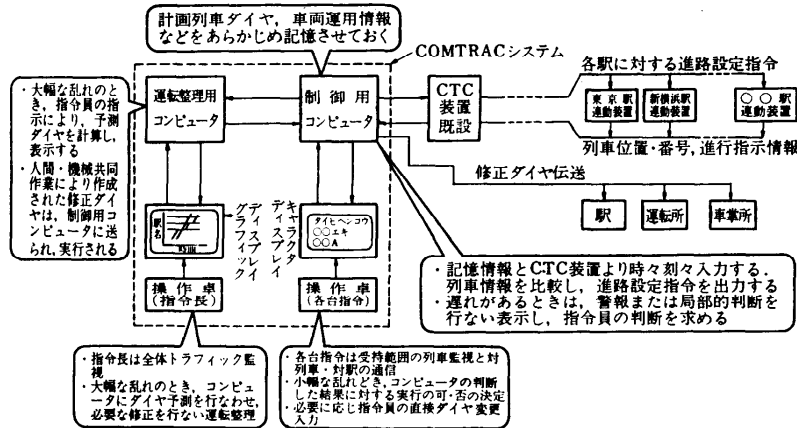 計画列車ダイヤ，車両運用情報
などをあらかじめ記憶させておく
COMTRACシステム
・大幅な乱れのと
き，指令員の指
示により，予測
ダイヤを計算し，
表示する
・人間・機械共同
作業により作成
された修正ダイ
ヤは，制御用コ
ンピュータに送
られ，実行される
運転整理用
コンピュータ
制御用
コンピュータ
CTC
装置
既設
各駅に対する進路設定指令
東京駅
連動装置
新横浜駅
連動装置
○○駅
連動装置
列車位置・番号，進行指示情報
修正ダイヤ伝送
駅
運転所
車掌所
駅名
時間
グラフィック
ディスプレイ
キャラクタ
ディスプレイ
タイヒヘンコウ
○○エキ
○○A
操作卓
(指令長)
操作卓
(各台指令)
・記憶情報とCTC装置より時々刻々入力する．
列車情報を比較し，進路設定指令を出力する
・遅れがあるときは，警報または局部的判断を
行ない表示し，指令員の判断を求める
・指令長は全体トラフィック監
視
・大幅な乱れのとき，コンピュ
ータにダイヤ予測を行なわせ，
必要な修正を行ない運転整理
・各台指令は受持範囲の列車監視と対
列車・対駅の通信
・小幅な乱れどき，コンピュータの判断
した結果に対する実行の可・否の決定
・必要に応じ指令員の直接ダイヤ変更
入力